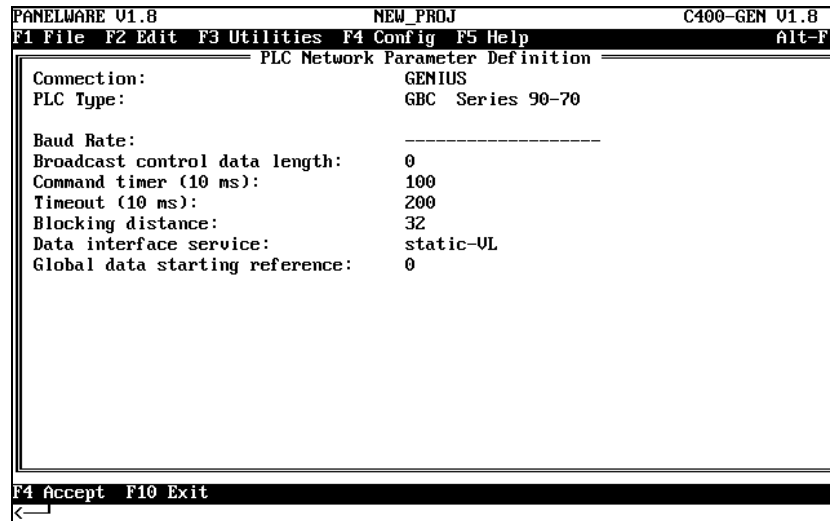 PANELWARE V1.8 NEW_PROJ C400-GEN V1.8
F1 File F2 Edit F3 Utilities F4 Config F5 Help Alt-F
PLC Network Parameter Definition
Connection: GENIUS
PLC Type: GBC Series 90-70
Baud Rate: -------------------
Broadcast control data length: 0
Command timer (10 ms): 100
Timeout (10 ms): 200
Blocking distance: 32
Data interface service: static-VL
Global data starting reference: 0
F4 Accept F10 Exit